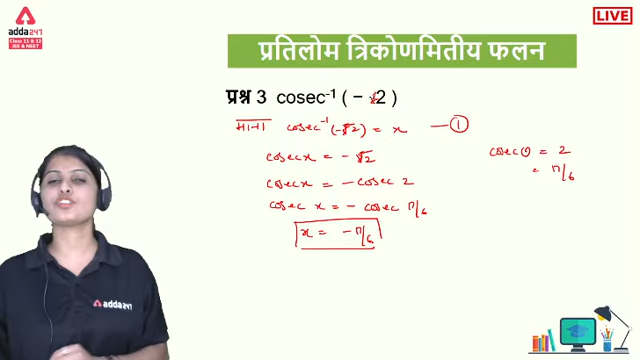 adda247
Class 11 & 12
JEE & NEET
LIVE
प्रतिलोम त्रिकोणमितीय फलन
प्रश्न 3 cosec⁻¹ ( – √2 )
माना cosec⁻¹ (-√2) = x — ①
cosec x = - √2
cosec x = - cosec 2
cosec x = - cosec π/6
x = - π/6
cosec θ = 2
= π/6
adda247